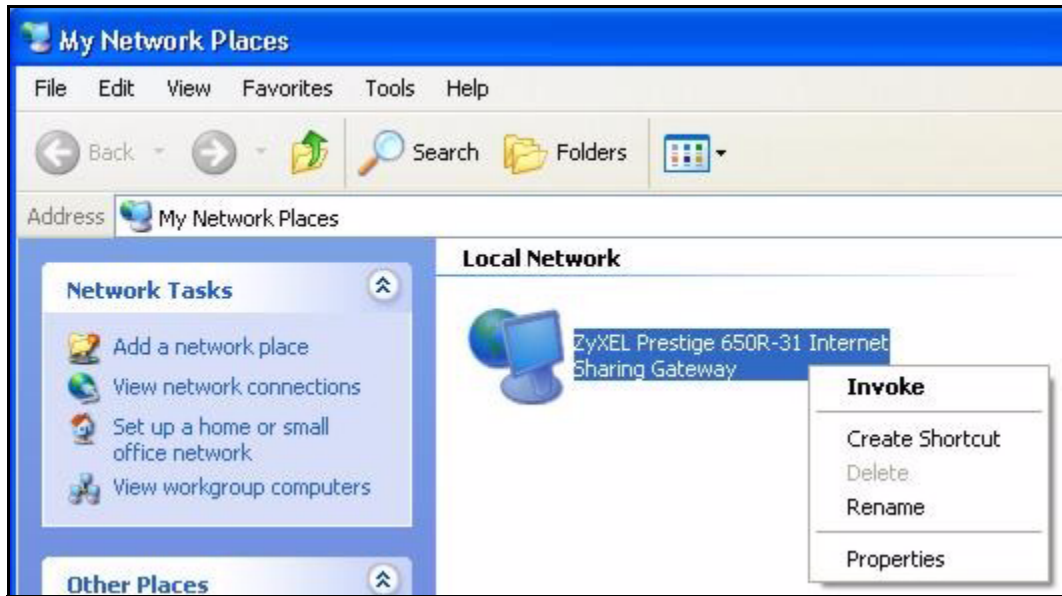 My Network Places
File Edit View Favorites Tools Help
Back Search Folders
Address My Network Places
Network Tasks
Add a network place
View network connections
Set up a home or small
office network
View workgroup computers
Other Places
Local Network
ZyXEL Prestige 650R-31 Internet
Sharing Gateway
Invoke
Create Shortcut
Delete
Rename
Properties